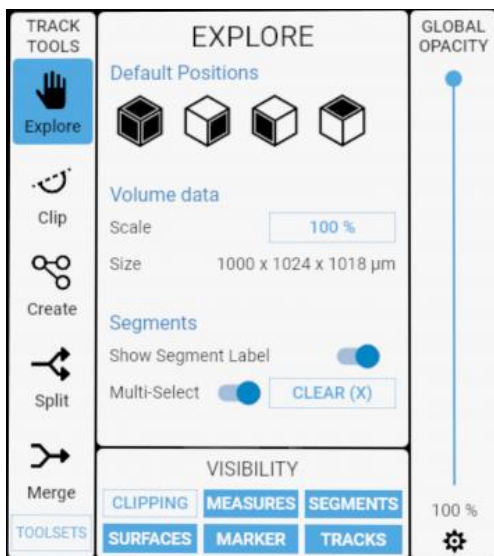 TRACK
TOOLS
Explore
Clip
Create
Split
Merge
TOOLSETS
EXPLORE
Default Positions
Volume data
Scale 100 %
Size 1000 x 1024 x 1018 µm
Segments
Show Segment Label
Multi-Select CLEAR (X)
VISIBILITY
CLIPPING MEASURES SEGMENTS
SURFACES MARKER TRACKS
GLOBAL
OPACITY
100 %